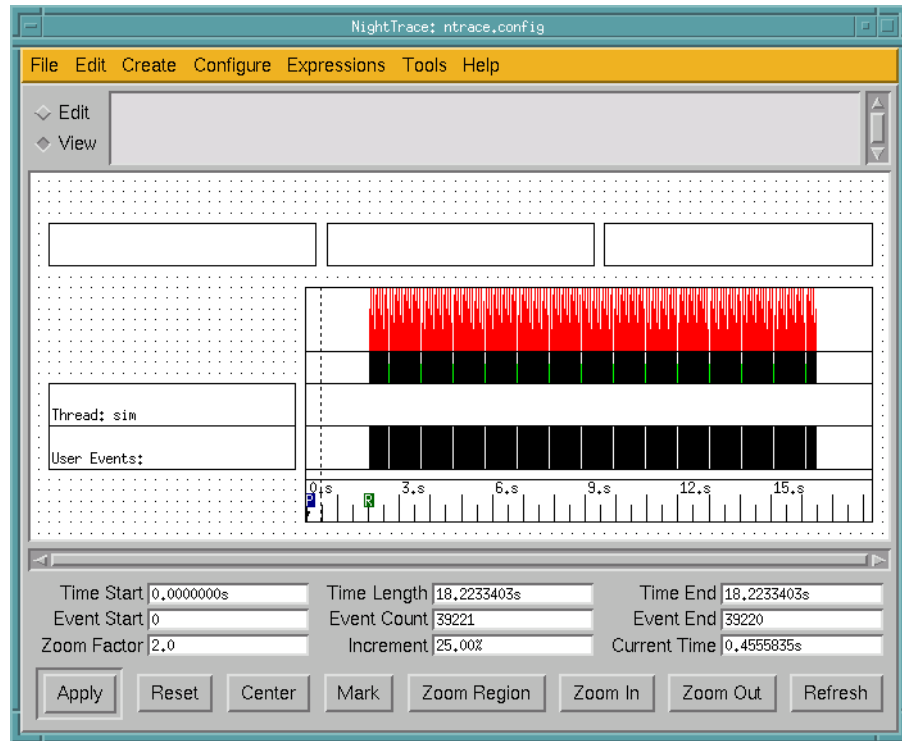 NightTrace: ntrace.config
File Edit Create Configure Expressions Tools Help
Edit
View
Thread: sim
User Events:
0.s 3.s 6.s 9.s 12.s 15.s
P R
Time Start 0.0000000s Time Length 18.2233403s Time End 18.2233403s
Event Start 0 Event Count 39221 Event End 39220
Zoom Factor 2.0 Increment 25.00% Current Time 0.4555835s
Apply Reset Center Mark Zoom Region Zoom In Zoom Out Refresh